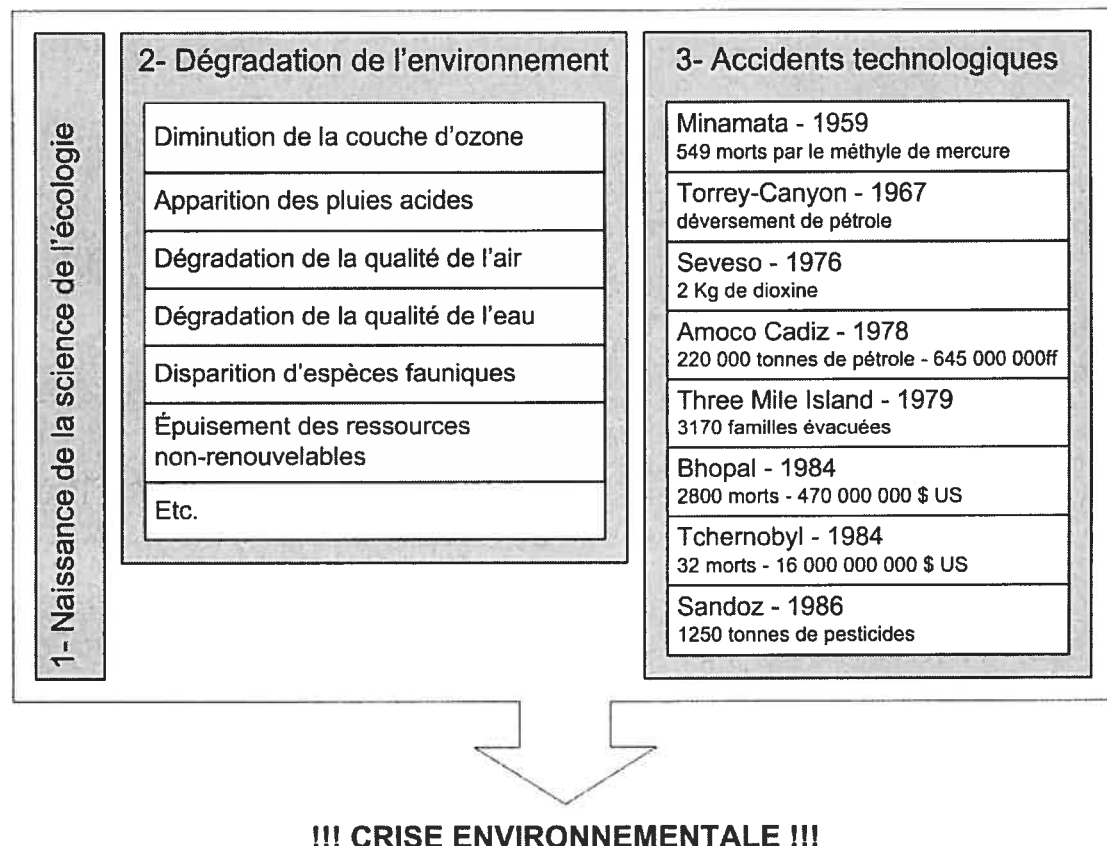 1- Naissance de la science de l'écologie
2- Dégradation de l'environnement
Diminution de la couche d'ozone
Apparition des pluies acides
Dégradation de la qualité de l'air
Dégradation de la qualité de l'eau
Disparition d'espèces fauniques
Épuisement des ressources
non-renouvelables
Etc.
3- Accidents technologiques
Minamata - 1959
549 morts par le méthyle de mercure
Torrey-Canyon - 1967
déversement de pétrole
Seveso - 1976
2 Kg de dioxine
Amoco Cadiz - 1978
220 000 tonnes de pétrole - 645 000 000ff
Three Mile Island - 1979
3170 familles évacuées
Bhopal - 1984
2800 morts - 470 000 000 $ US
Tchernobyl - 1984
32 morts - 16 000 000 000 $ US
Sandoz - 1986
1250 tonnes de pesticides
!!! CRISE ENVIRONNEMENTALE !!!